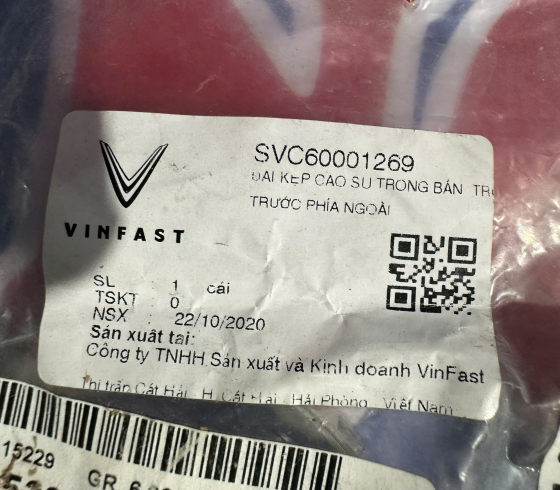 SVC60001269
ĐAI KẸP CAO SU TRONG BÁN
TRƯỚC PHÍA NGOÀI
VINFAST
SL : 1 cái
TSKT : 0
NSX : 22/10/2020
Sản xuất tại:
Công ty TNHH Sản xuất và Kinh doanh VinFast
Thị trấn Cát Hải, H. Cát Hải, Hải Phòng, Việt Nam
15229
GR